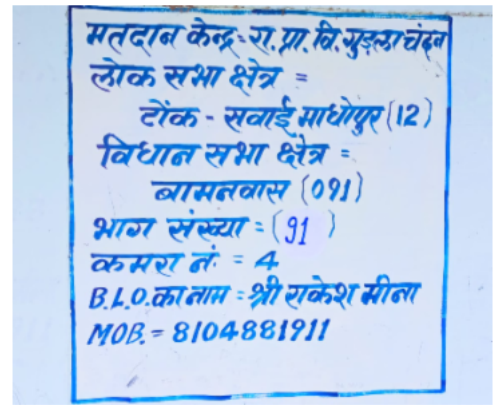 मतदान केन्द्र = रा. प्रा. वि. गुडला चंदन
लोक सभा क्षेत्र =
टोंक - सवाई माधोपुर (12)
विधान सभा क्षेत्र =
बामनवास (091)
भाग संख्या = (91)
कमरा नं. = 4
B.L.O. का नाम = श्री राकेश मीना
MOB. = 8104881911